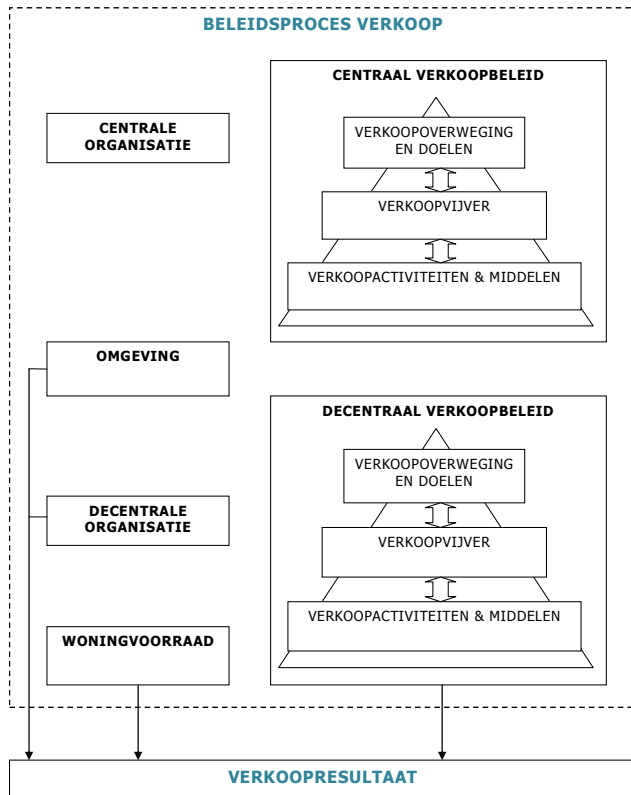 BELEIDSPROCES VERKOOP
CENTRAAL VERKOOPBELEID
CENTRALE
ORGANISATIE
VERKOOPOVERWEGING
EN DOELEN
VERKOOPVIJVER
VERKOOPACTIVITEITEN & MIDDELEN
OMGEVING
DECENTRAAL VERKOOPBELEID
VERKOOPOVERWEGING
EN DOELEN
DECENTRALE
ORGANISATIE
VERKOOPVIJVER
VERKOOPACTIVITEITEN & MIDDELEN
WONINGVOORRAAD
VERKOOPRESULTAAT